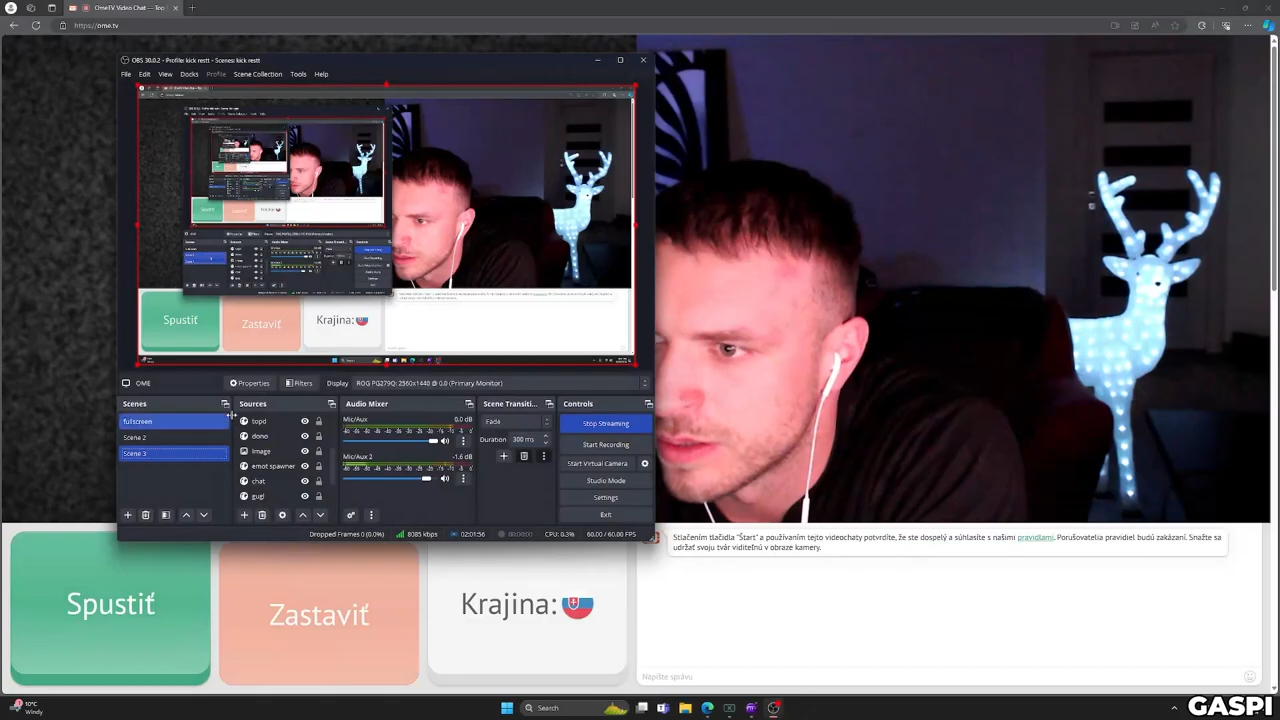 OmeTV Video Chat — Top
https://ome.tv
OBS 30.0.2 - Profile: kick restt - Scenes: kick restt
File Edit View Docks Profile Scene Collection Tools Help
Spustiť
Zastaviť
Krajina:
OME
Properties
Filters
Display
ROG PG279Q: 2560x1440 @ 0,0 (Primary Monitor)
Scenes
fullscreen
Scene 2
Scene 3
Sources
topd
dono
Image
emot spawner
chat
gugl
Audio Mixer
Mic/Aux
0.0 dB
Mic/Aux 2
-1.6 dB
Scene Transiti...
Fade
Duration 300 ms
Controls
Stop Streaming
Start Recording
Start Virtual Camera
Studio Mode
Settings
Exit
Dropped Frames 0 (0.0%)
8085 kbps
02:01:56
00:00:00
CPU: 0.3%
60.00 / 60.00 FPS
Spustiť
Zastaviť
Krajina:
Stlačením tlačidla "Štart" a používaním tejto videochaty potvrdíte, že ste dospelý a súhlasíte s našimi pravidlami. Porušovatelia pravidiel budú zakázaní. Snažte sa
udržať svoju tvár viditeľnú v obraze kamery.
Napíšte správu
10°C
Windy
Search
GASPI